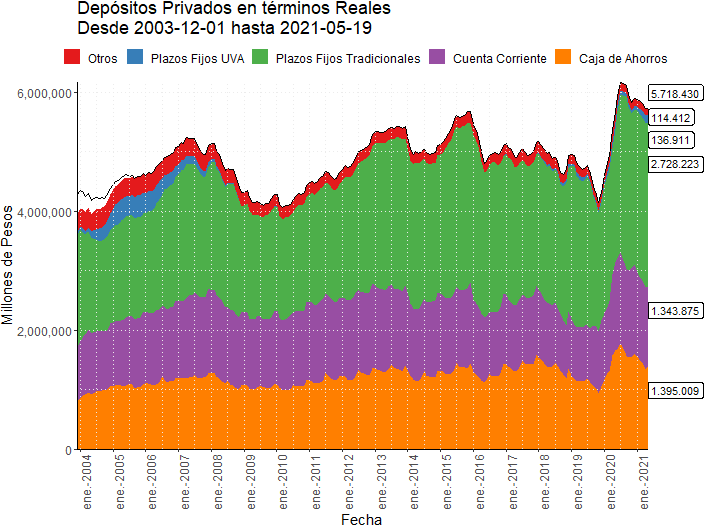 Depósitos Privados en términos Reales
Desde 2003-12-01 hasta 2021-05-19
Otros Plazos Fijos UVA Plazos Fijos Tradicionales Cuenta Corriente Caja de Ahorros
Millones de Pesos
6,000,000
4,000,000
2,000,000
0
5.718.430
114.412
136.911
2.728.223
1.343.875
1.395.009
ene.-2004
ene.-2005
ene.-2006
ene.-2007
ene.-2008
ene.-2009
ene.-2010
ene.-2011
ene.-2012
ene.-2013
ene.-2014
ene.-2015
ene.-2016
ene.-2017
ene.-2018
ene.-2019
ene.-2020
ene.-2021
Fecha